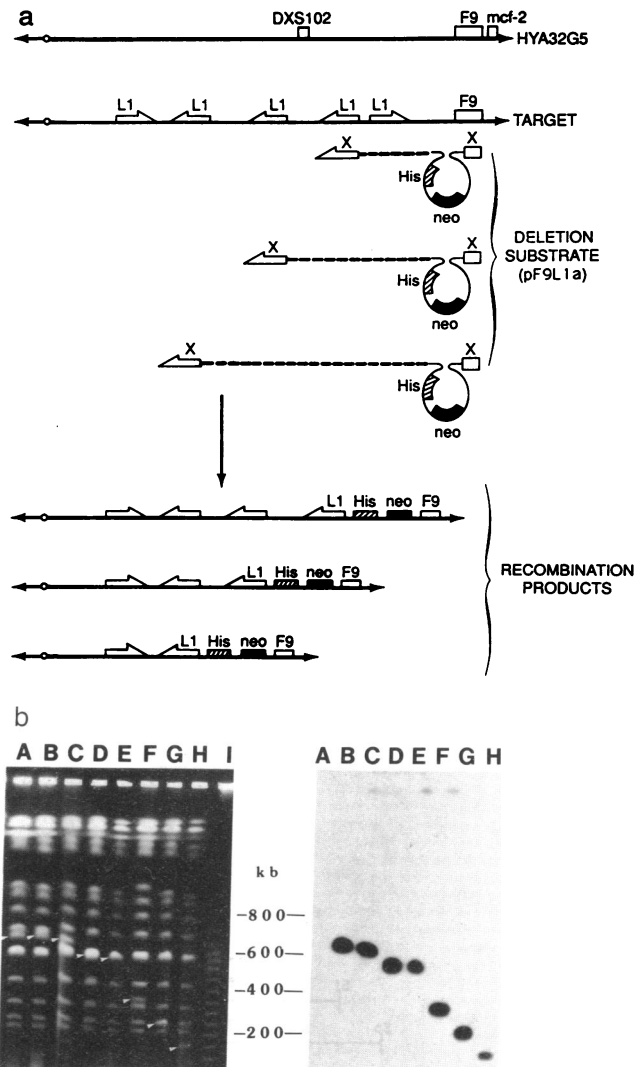 a
DXS102 F9 mcf-2
HYA32G5
L1 L1 L1 L1 L1 F9
TARGET
X X
His
neo
X X
His
neo
DELETION
SUBSTRATE
(pF9L1a)
X X
His
neo
L1 His neo F9
L1 His neo F9
RECOMBINATION
PRODUCTS
L1 His neo F9
b
A B C D E F G H I
A B C D E F G H
kb
-800-
-600-
-400-
-200-